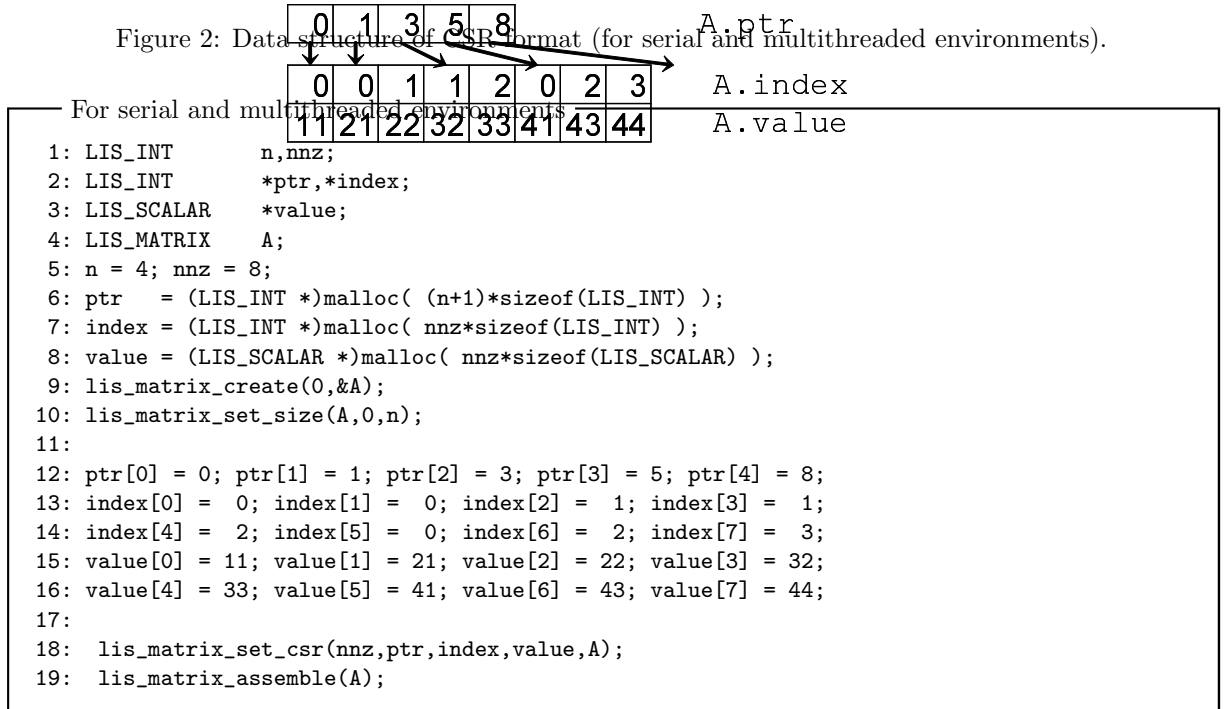 0 1 3 5 8 A.ptr
Figure 2: Data structure of CSR format (for serial and multithreaded environments).
0 0 1 1 2 0 2 3 A.index
For serial and multithreaded environments
11 21 22 32 33 41 43 44 A.value
1: LIS_INT n,nnz;
2: LIS_INT *ptr,*index;
3: LIS_SCALAR *value;
4: LIS_MATRIX A;
5: n = 4; nnz = 8;
6: ptr = (LIS_INT *)malloc( (n+1)*sizeof(LIS_INT) );
7: index = (LIS_INT *)malloc( nnz*sizeof(LIS_INT) );
8: value = (LIS_SCALAR *)malloc( nnz*sizeof(LIS_SCALAR) );
9: lis_matrix_create(0,&A);
10: lis_matrix_set_size(A,0,n);
11:
12: ptr[0] = 0; ptr[1] = 1; ptr[2] = 3; ptr[3] = 5; ptr[4] = 8;
13: index[0] = 0; index[1] = 0; index[2] = 1; index[3] = 1;
14: index[4] = 2; index[5] = 0; index[6] = 2; index[7] = 3;
15: value[0] = 11; value[1] = 21; value[2] = 22; value[3] = 32;
16: value[4] = 33; value[5] = 41; value[6] = 43; value[7] = 44;
17:
18: lis_matrix_set_csr(nnz,ptr,index,value,A);
19: lis_matrix_assemble(A);